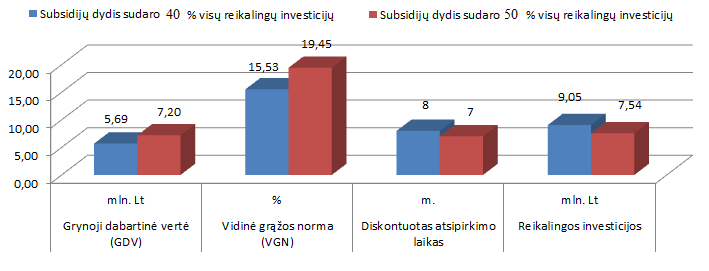 Subsidijų dydis sudaro 40 % visų reikalingų investicijų Subsidijų dydis sudaro 50 % visų reikalingų investicijų
19,45
15,53
20,00
15,00
10,00
5,00
0,00
5,69 7,20
8 7
9,05 7,54
mln. Lt % m. mln. Lt
Grynoji dabartinė vertė (GDV)
Vidinė grąžos norma (VGN)
Diskontuotas atsipirkimo laikas
Reikalingos investicijos